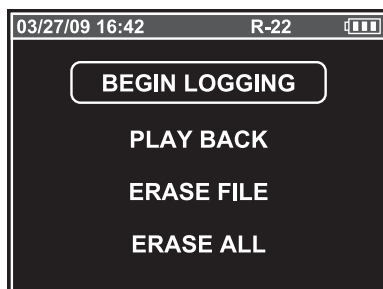 03/27/09 16:42 R-22
BEGIN LOGGING
PLAY BACK
ERASE FILE
ERASE ALL